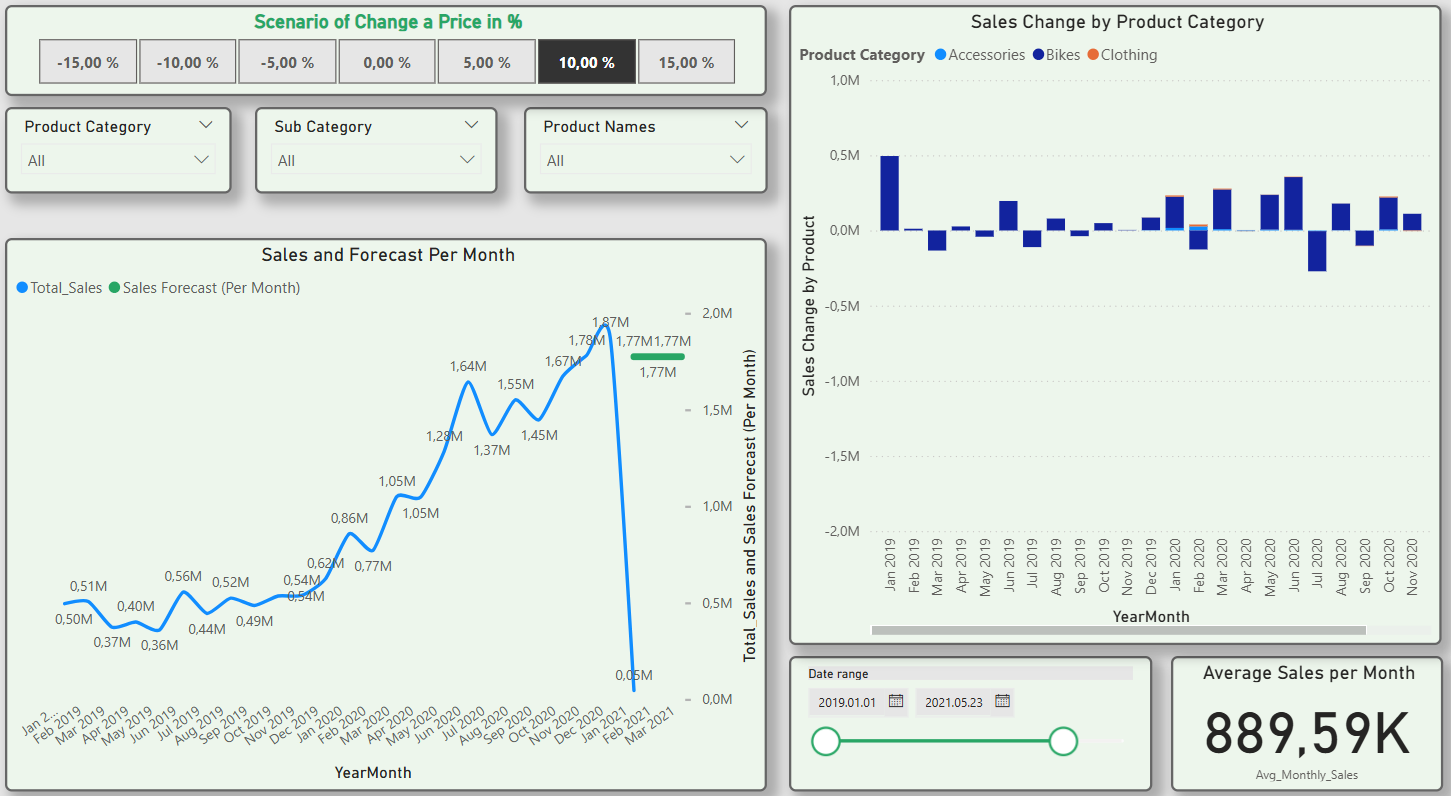 Scenario of Change a Price in %
-15,00 % -10,00 % -5,00 % 0,00 % 5,00 % 10,00 % 15,00 %
Product Category
All
Sub Category
All
Product Names
All
Sales and Forecast Per Month
Total_Sales Sales Forecast (Per Month)
0,50M
0,51M
0,37M
0,40M
0,36M
0,56M
0,44M
0,52M
0,49M
0,54M
0,54M
0,62M
0,86M
0,77M
1,05M
1,05M
1,28M
1,64M
1,37M
1,55M
1,45M
1,67M
1,78M
1,87M
0,05M
1,77M
1,77M
1,77M
2,0M
1,5M
1,0M
0,5M
0,0M
Total_Sales and Sales Forecast (Per Month)
Jan 2...
Feb 2019
Mar 2019
Apr 2019
May 2019
Jun 2019
Jul 2019
Aug 2019
Sep 2019
Oct 2019
Nov 2019
Dec 2019
Jan 2020
Feb 2020
Mar 2020
Apr 2020
May 2020
Jun 2020
Jul 2020
Aug 2020
Sep 2020
Oct 2020
Nov 2020
Dec 2020
Jan 2021
Feb 2021
Mar 2021
YearMonth
Sales Change by Product Category
Product Category Accessories Bikes Clothing
Sales Change by Product
1,0M
0,5M
0,0M
-0,5M
-1,0M
-1,5M
-2,0M
Jan 2019
Feb 2019
Mar 2019
Apr 2019
May 2019
Jun 2019
Jul 2019
Aug 2019
Sep 2019
Oct 2019
Nov 2019
Dec 2019
Jan 2020
Feb 2020
Mar 2020
Apr 2020
May 2020
Jun 2020
Jul 2020
Aug 2020
Sep 2020
Oct 2020
Nov 2020
YearMonth
Date range
2019.01.01 2021.05.23
Average Sales per Month
889,59K
Avg_Monthly_Sales